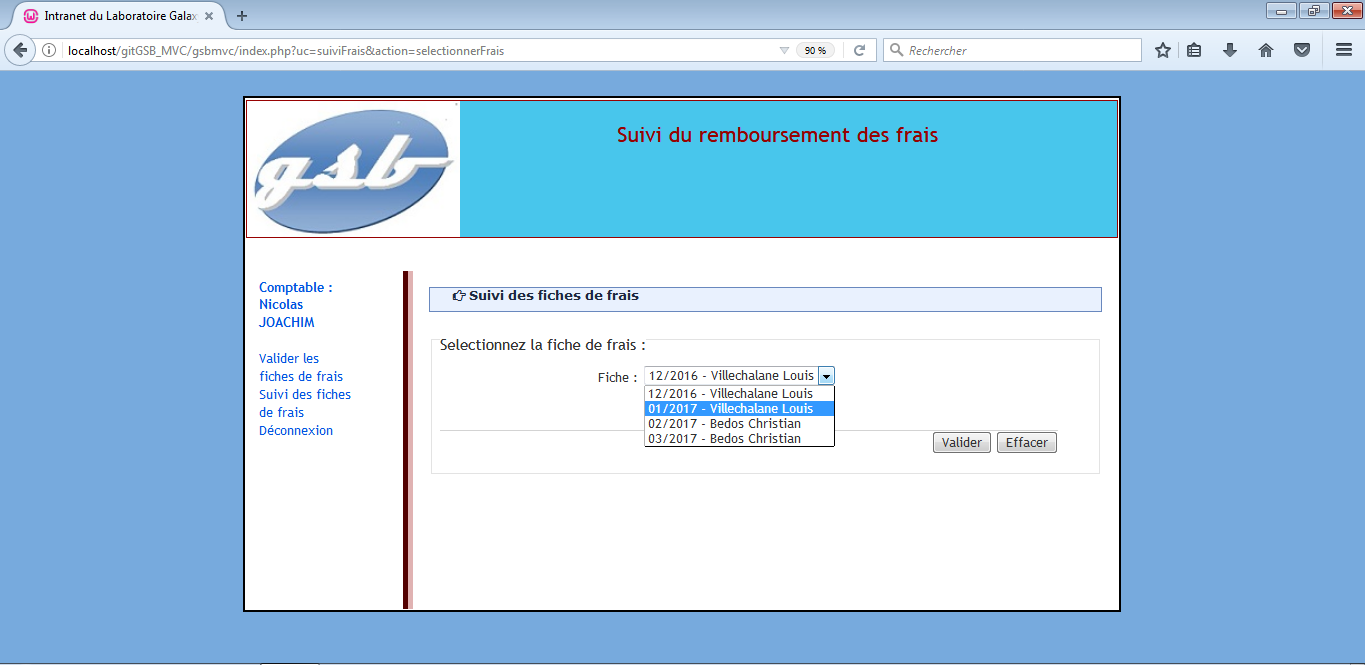 Intranet du Laboratoire Galax
localhost/gitGSB_MVC/gsbmvc/index.php?uc=suiviFrais&action=selectionnerFrais
90 %
Rechercher
gsb
Suivi du remboursement des frais
Comptable :
Nicolas
JOACHIM
Valider les
fiches de frais
Suivi des fiches
de frais
Déconnexion
Suivi des fiches de frais
Selectionnez la fiche de frais :
Fiche : 12/2016 - Villechalane Louis
12/2016 - Villechalane Louis
01/2017 - Villechalane Louis
02/2017 - Bedos Christian
03/2017 - Bedos Christian
Valider Effacer